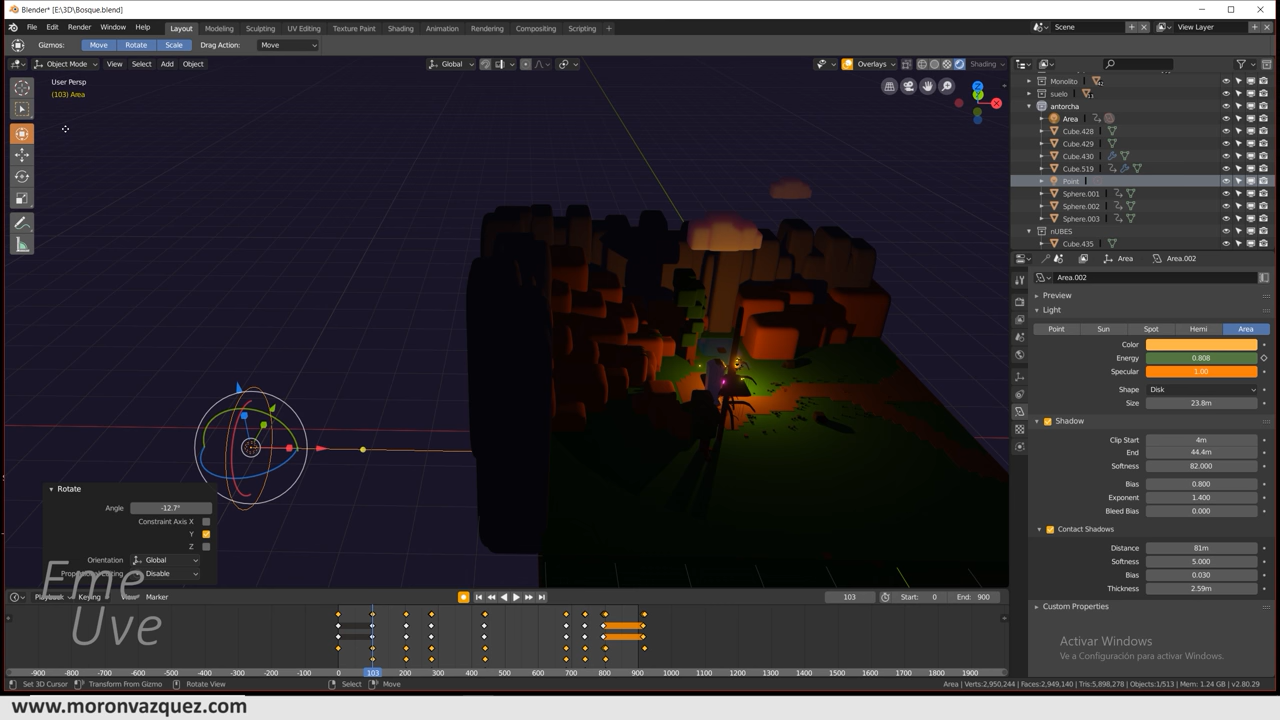 Blender* [E:\3D\Bosque.blend]
File Edit Render Window Help Layout Modeling Sculpting UV Editing Texture Paint Shading Animation Rendering Compositing Scripting Scene View Layer
Gizmos: Move Rotate Scale Drag Action: Move
Object Mode View Select Add Object Global Overlays Shading
User Persp
(103) Area
Monolito
suelo
antorcha
Area
Cube.428
Cube.429
Cube.430
Cube.519
Point
Sphere.001
Sphere.002
Sphere.003
nUBES
Cube.435
Area Area.002
Area.002
Preview
Light
Point Sun Spot Hemi Area
Color
Energy 0.808
Specular 1.00
Shape Disk
Size 23.8m
Shadow
Clip Start 4m
End 44.4m
Softness 82.000
Bias 0.800
Exponent 1.400
Bleed Bias 0.000
Contact Shadows
Distance 81m
Softness 5.000
Bias 0.030
Thickness 2.59m
Custom Properties
Rotate
Angle -12.7°
Constraint Axis X
Y
Z
Orientation Global
Disable
Eme
Uve
Playback Keying View Marker 103 Start: 0 End: 900
-900 -800 -700 -600 -500 -400 -300 -200 -100 0 103 200 300 400 500 600 700 800 900 1000 1100 1200 1300 1400 1500 1600 1700 1800 1900
Activar Windows
Ve a Configuración para activar Windows.
Set 3D Cursor Transform From Gizmo Rotate View Select Move Area | Verts:2,950,244 | Faces:2,949,140 | Tris:5,898,278 | Objects:1/513 | Mem: 1.24 GB | v2.80.29
www.moronvazquez.com